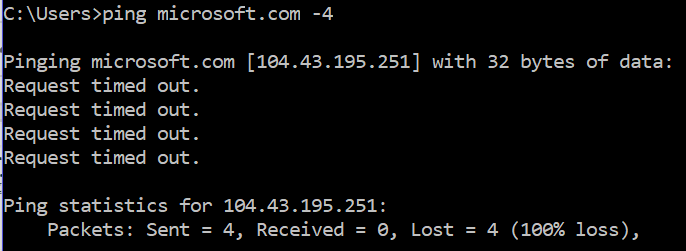 C:\Users>ping microsoft.com -4
Pinging microsoft.com [104.43.195.251] with 32 bytes of data:
Request timed out.
Request timed out.
Request timed out.
Request timed out.
Ping statistics for 104.43.195.251:
    Packets: Sent = 4, Received = 0, Lost = 4 (100% loss),